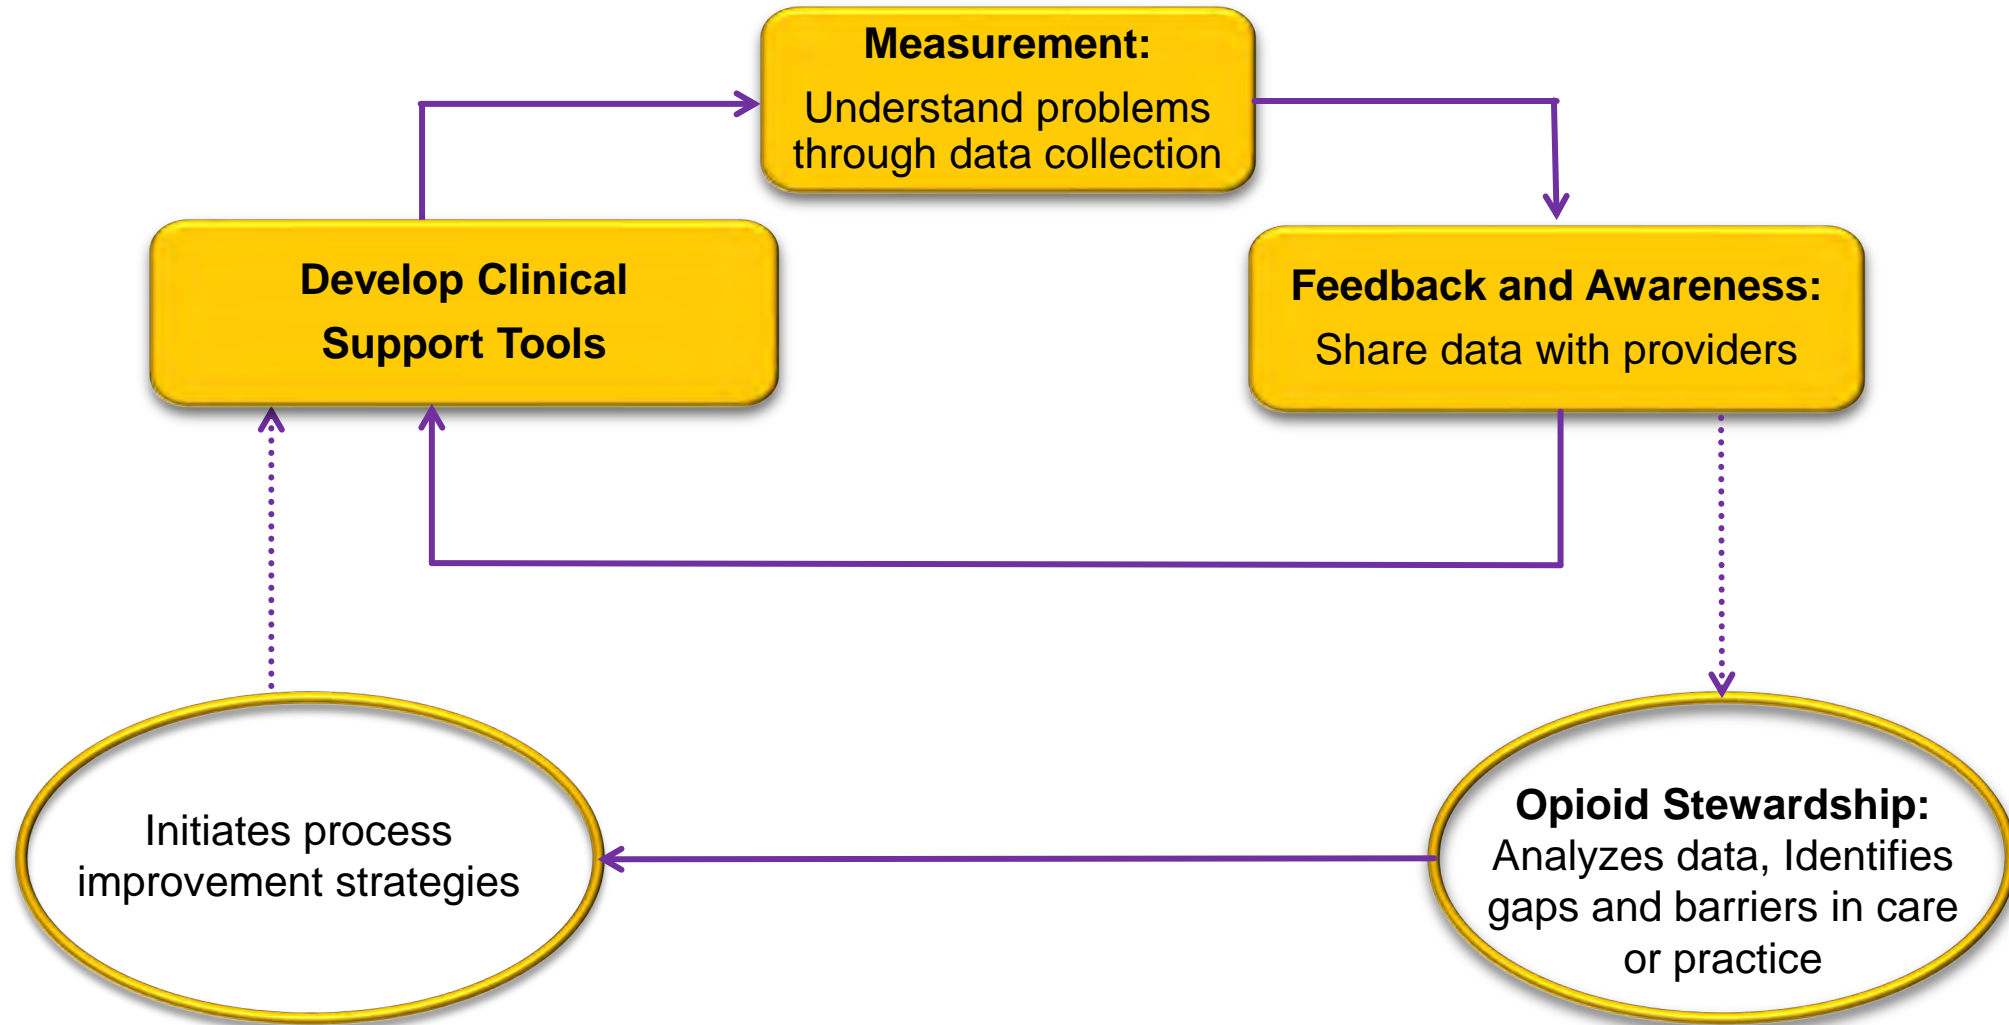 Measurement:
Understand problems
through data collection
Develop Clinical
Support Tools
Feedback and Awareness:
Share data with providers
Initiates process
improvement strategies
Opioid Stewardship:
Analyzes data, Identifies
gaps and barriers in care
or practice